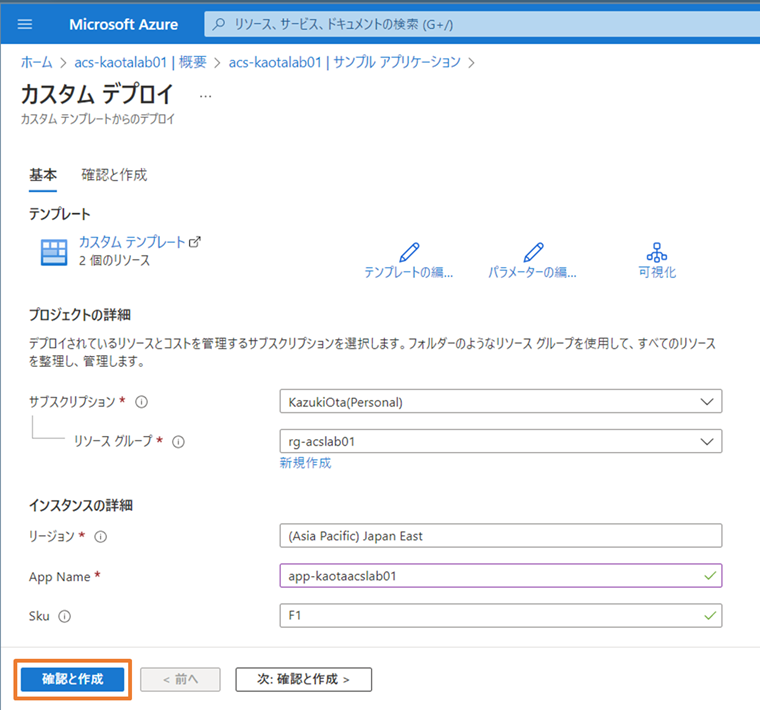 Microsoft Azure
リソース、サービス、ドキュメントの検索 (G+/)
ホーム > acs-kaotalab01 | 概要 > acs-kaotalab01 | サンプル アプリケーション >
カスタム デプロイ ...
カスタム テンプレートからのデプロイ
基本 確認と作成
テンプレート
カスタム テンプレート
2 個のリソース
テンプレートの編... パラメーターの編... 可視化
プロジェクトの詳細
デプロイされているリソースとコストを管理するサブスクリプションを選択します。フォルダーのようなリソース グループを使用して、すべてのリソース
を整理し、管理します。
サブスクリプション * KazukiOta(Personal)
リソース グループ * rg-acslab01
新規作成
インスタンスの詳細
リージョン * (Asia Pacific) Japan East
App Name * app-kaotaacslab01
Sku F1
確認と作成 < 前へ 次: 確認と作成 >